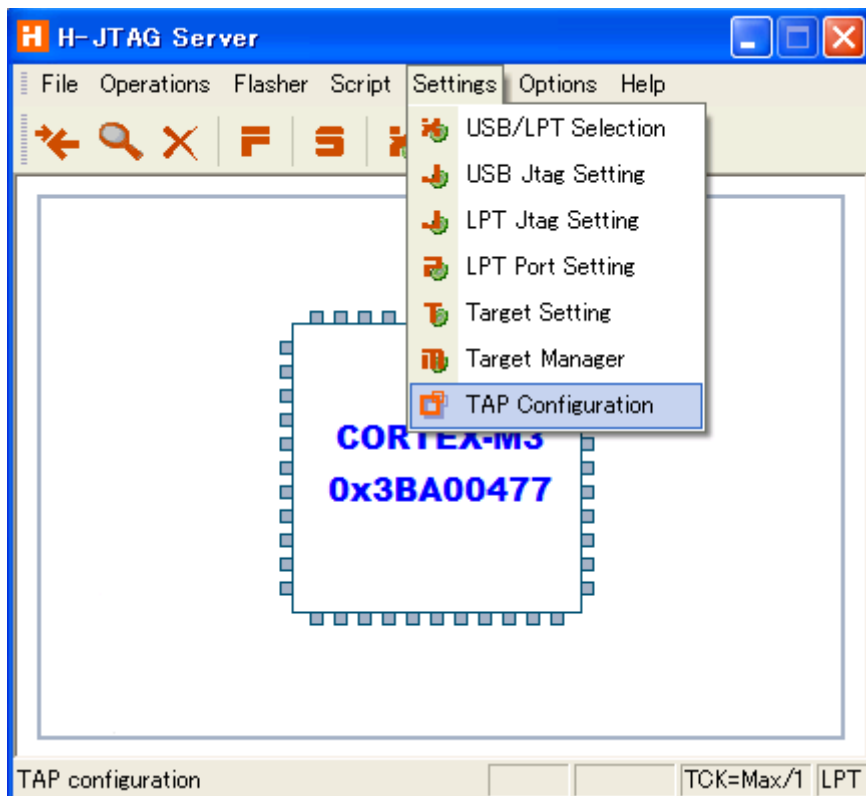 H-JTAG Server
File Operations Flasher Script Settings Options Help
USB/LPT Selection
USB Jtag Setting
LPT Jtag Setting
LPT Port Setting
Target Setting
Target Manager
TAP Configuration
CORTEX-M3
0x3BA00477
TAP configuration TCK=Max/1 LPT